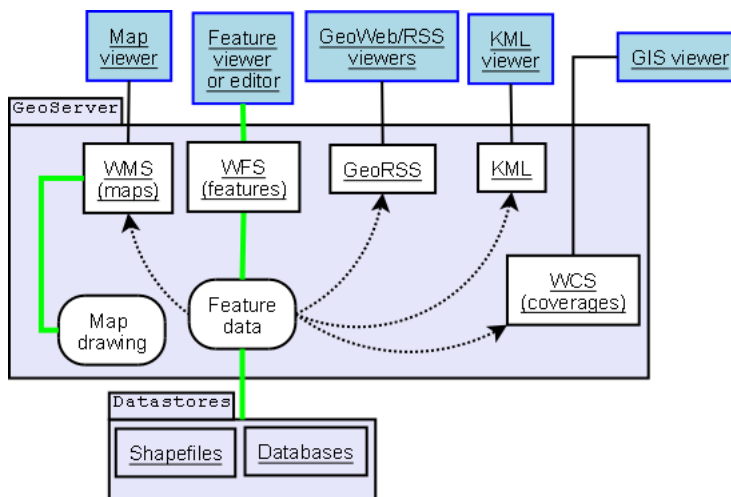 Map
viewer
Feature
viewer
or editor
GeoWeb/RSS
viewers
KML
viewer
GIS viewer
GeoServer
WMS
(maps)
WFS
(features)
GeoRSS
KML
WCS
(coverages)
Map
drawing
Feature
data
Datastores
Shapefiles
Databases